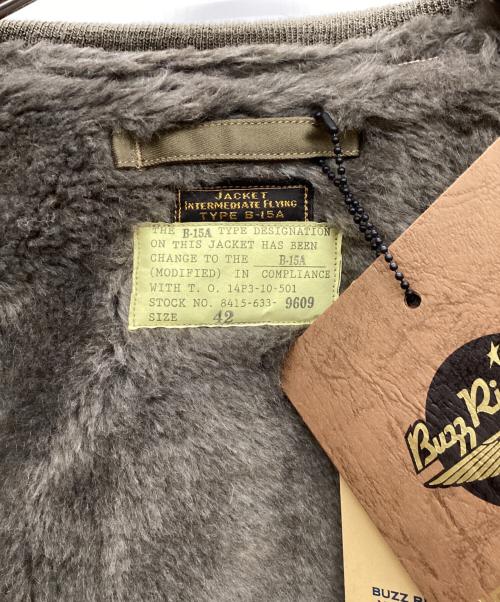 JACKET
INTERMEDIATE FLYING
TYPE B-15A
THE B-15A TYPE DESIGNATION
ON THIS JACKET HAS BEEN
CHANGE TO THE B-15A
(MODIFIED) IN COMPLIANCE
WITH T. O. 14P3-10-501
STOCK NO. 8415-633- 9609
SIZE 42
Buzz Ri
BUZZ R